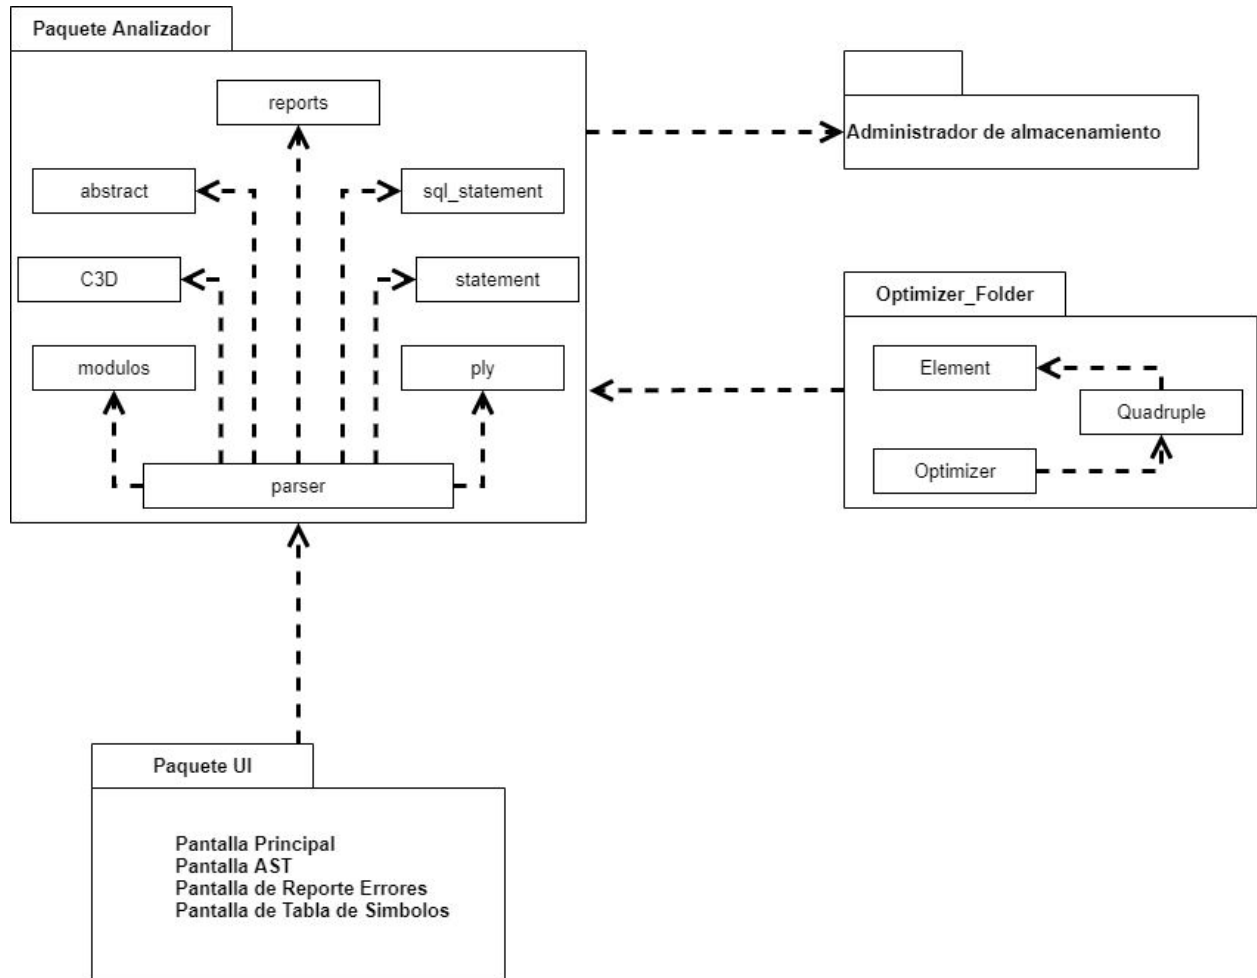 Paquete Analizador
reports
abstract
sql_statement
C3D
statement
modulos
ply
parser
Administrador de almacenamiento
Optimizer_Folder
Element
Quadruple
Optimizer
Paquete UI
Pantalla Principal
Pantalla AST
Pantalla de Reporte Errores
Pantalla de Tabla de Simbolos